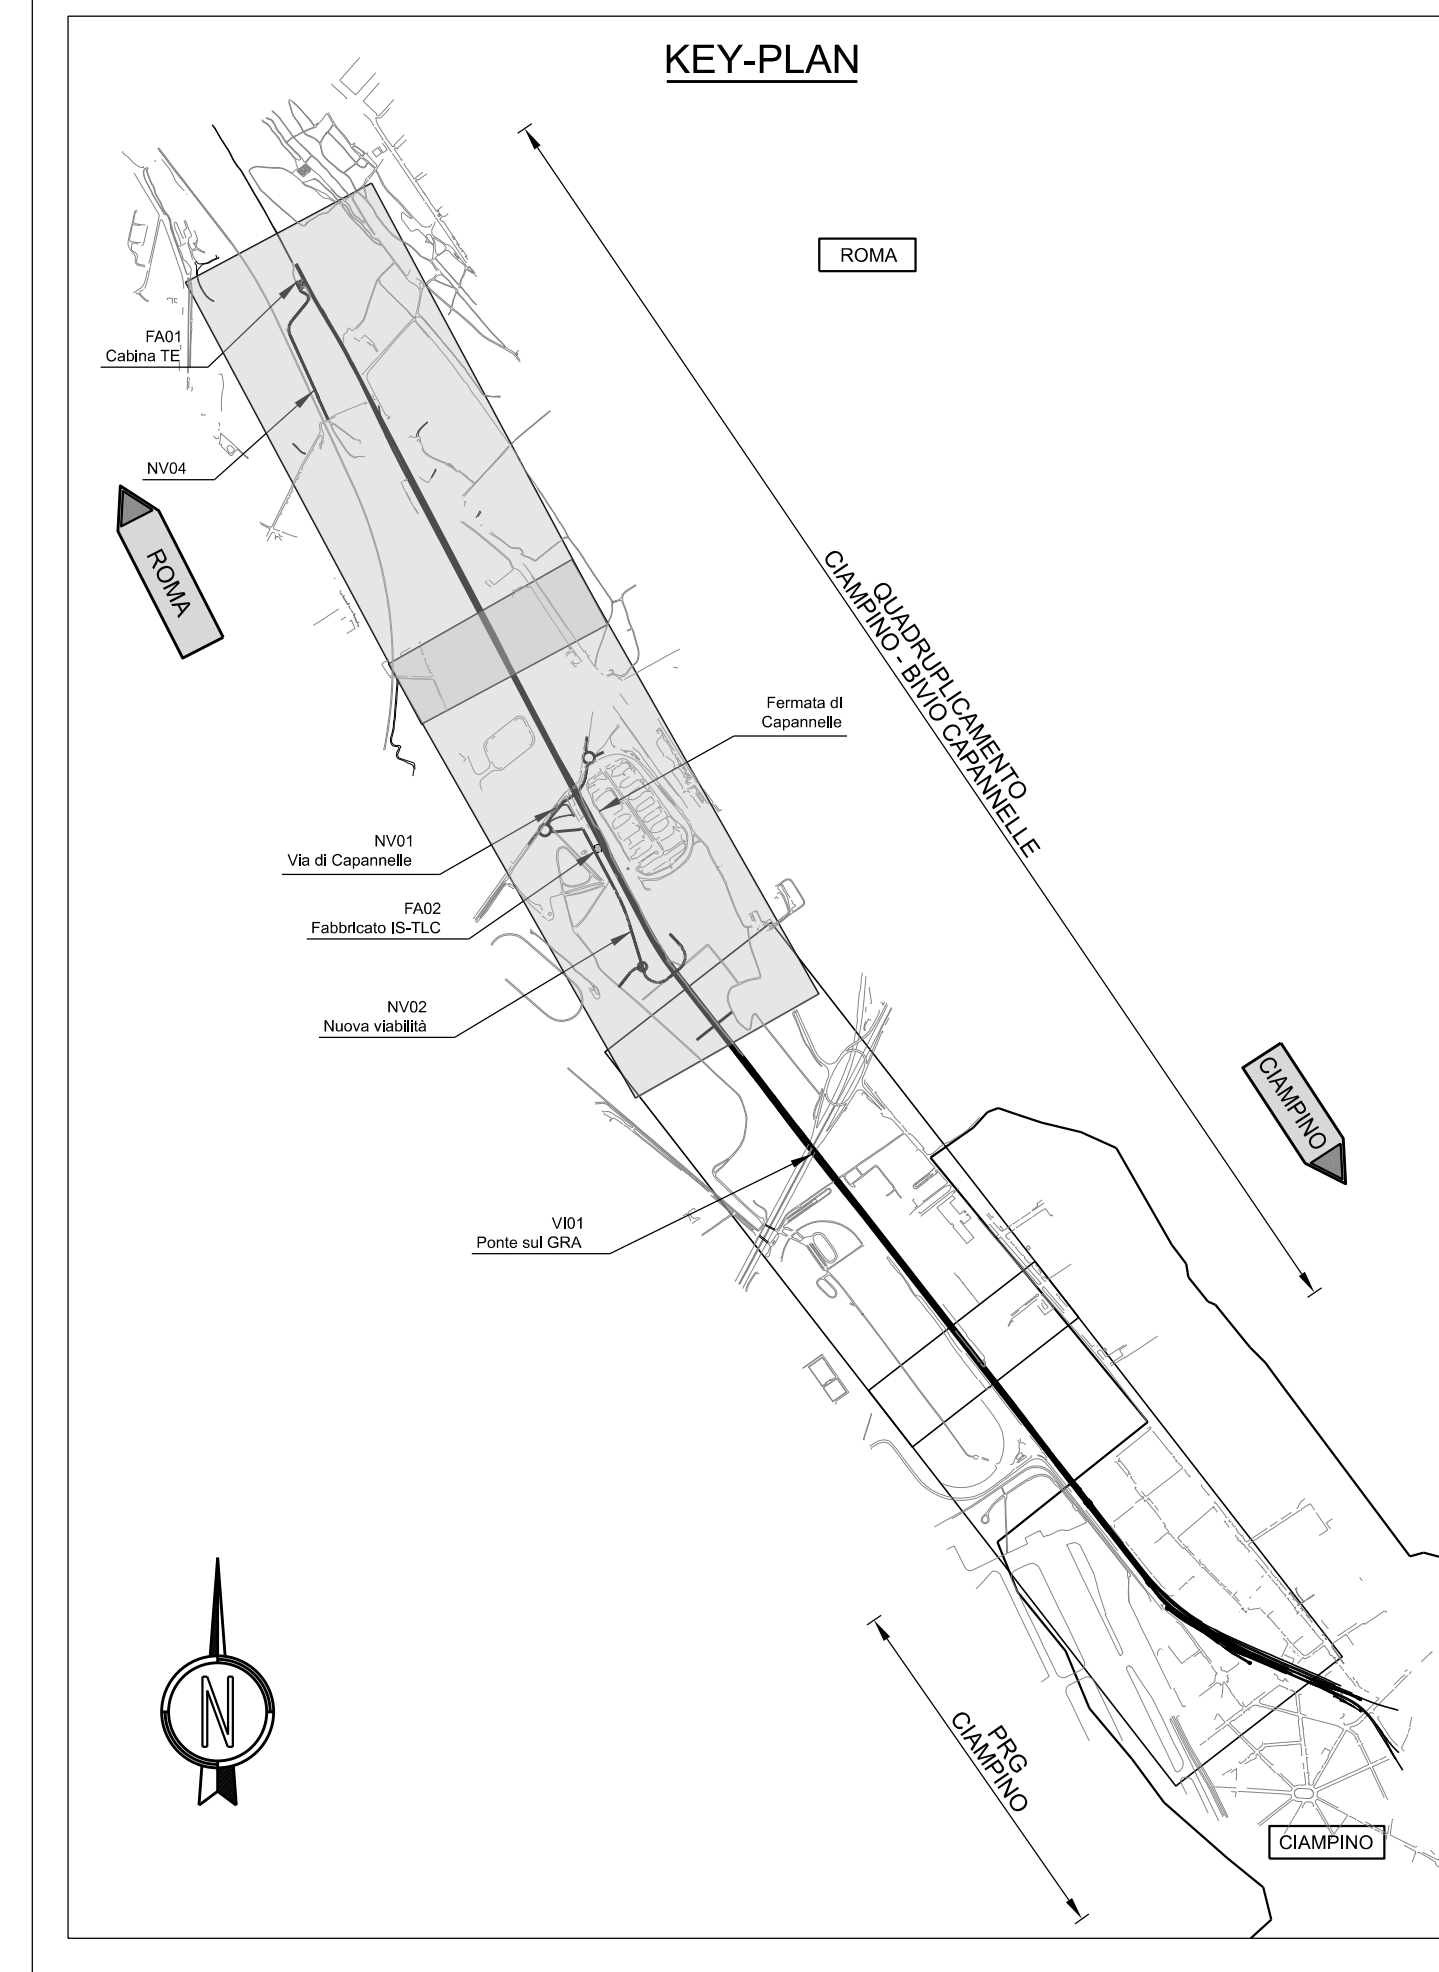 KEY-PLAN
ROMA
FA01
Cabina TE
NV04
ROMA
QUADRUPLICAMENTO
CIAMPINO - BIVIO CAPANNELLE
Fermata di
Capannelle
NV01
Via di Capannelle
FA02
Fabbricato IS-TLC
NV02
Nuova viabilità
CIAMPINO
VI01
Ponte sul GRA
N
PRG
CIAMPINO
CIAMPINO